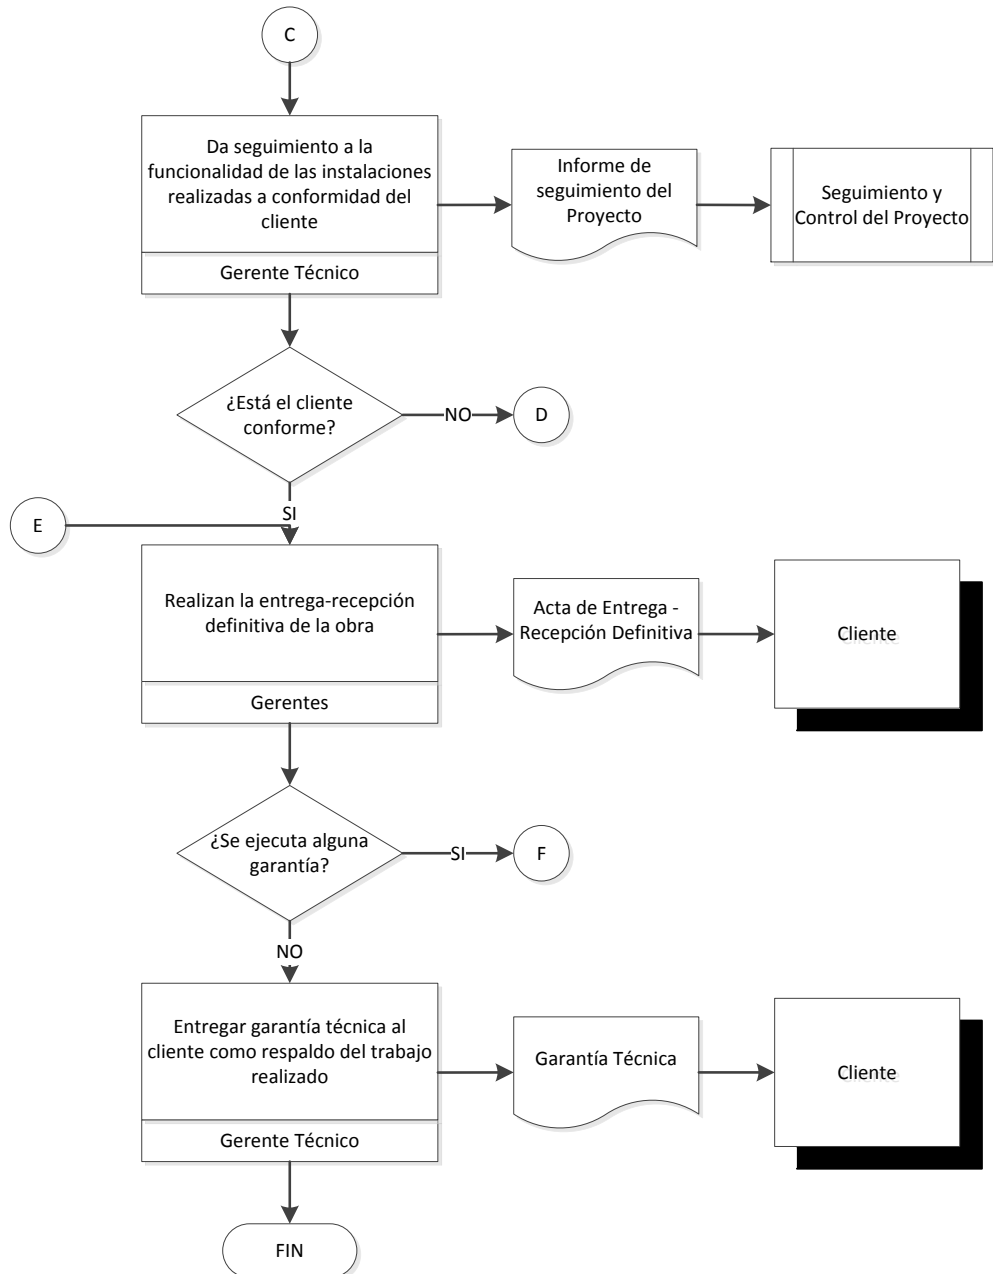 C
Da seguimiento a la
funcionalidad de las instalaciones
realizadas a conformidad del
cliente
Gerente Técnico
Informe de
seguimiento del
Proyecto
Seguimiento y
Control del Proyecto
¿Está el cliente
conforme?
NO
D
SI
E
Realizan la entrega-recepción
definitiva de la obra
Gerentes
Acta de Entrega -
Recepción Definitiva
Cliente
¿Se ejecuta alguna
garantía?
SI
F
NO
Entregar garantía técnica al
cliente como respaldo del trabajo
realizado
Gerente Técnico
Garantía Técnica
Cliente
FIN